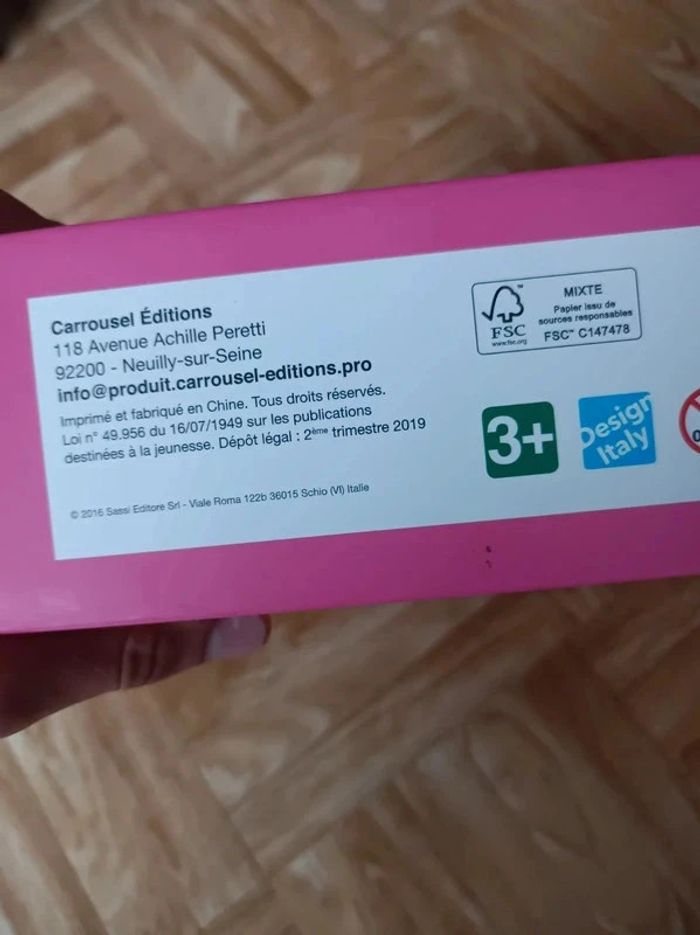 Carrousel Éditions
118 Avenue Achille Peretti
92200 - Neuilly-sur-Seine
info@produit.carrousel-editions.pro
Imprimé et fabriqué en Chine. Tous droits réservés.
Loi n° 49.956 du 16/07/1949 sur les publications
destinées à la jeunesse. Dépôt légal : 2ème trimestre 2019
© 2016 Sassi Editore Srl - Viale Roma 122b 36015 Schio (VI) Italie
FSC
www.fsc.org
MIXTE
Papier issu de
sources responsables
FSC™ C147478
3+
Design
Italy